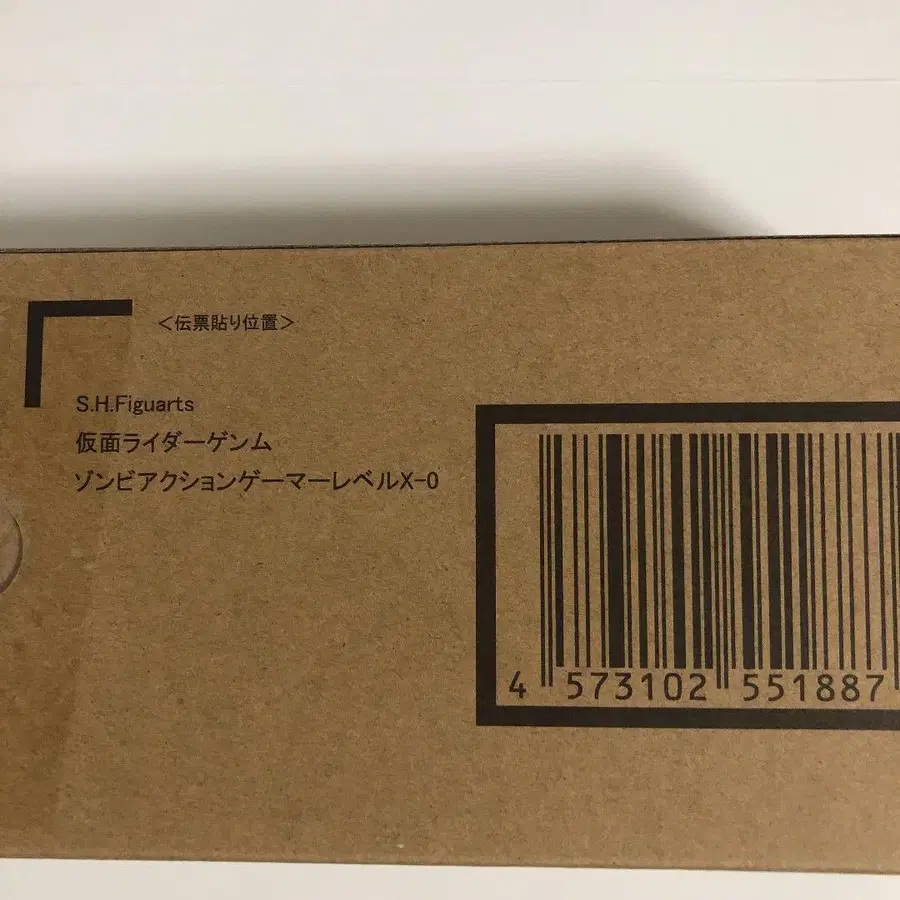 ＜伝票貼り位置＞
S.H.Figuarts
仮面ライダーゲンム
ゾンビアクションゲーマーレベルX-0
4 573102 551887